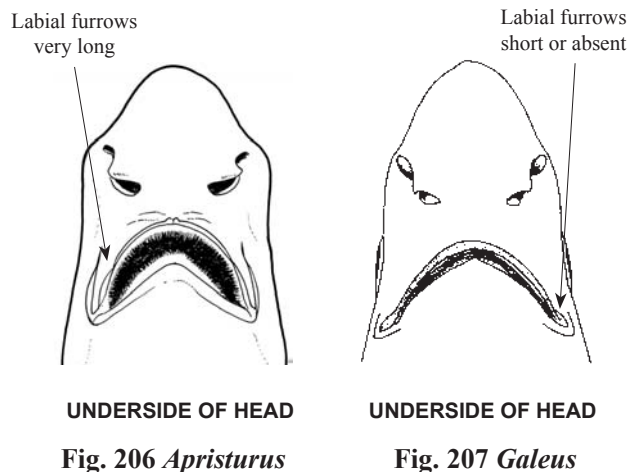 Labial furrows
very long
Labial furrows
short or absent
UNDERSIDE OF HEAD
UNDERSIDE OF HEAD
Fig. 206 Apristurus
Fig. 207 Galeus